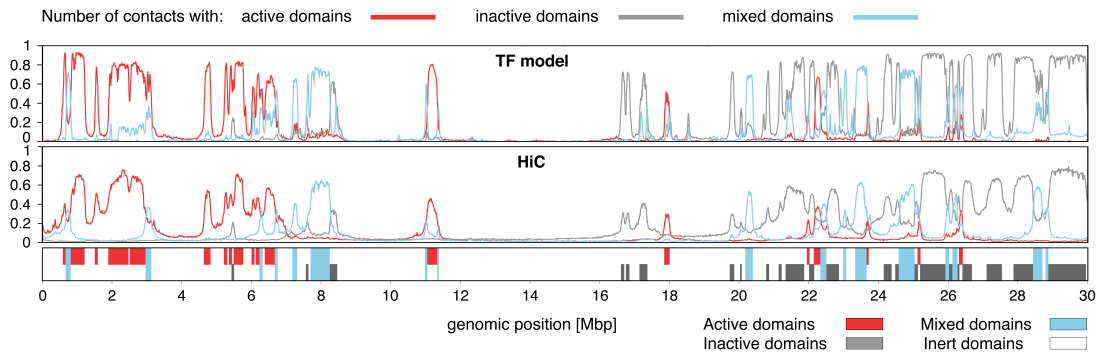 Number of contacts with: active domains inactive domains mixed domains
1
0.8
0.6
0.4
0.2
0
TF model
1
0.8
0.6
0.4
0.2
0
HiC
0 2 4 6 8 10 12 14 16 18 20 22 24 26 28 30
genomic position [Mbp]
Active domains Mixed domains
Inactive domains Inert domains